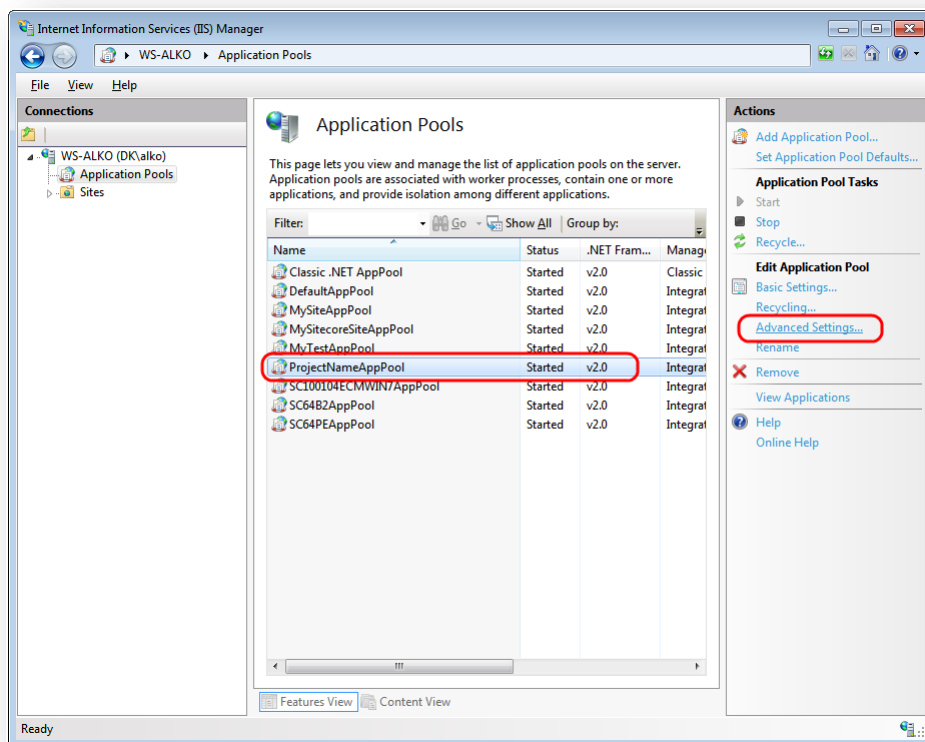 Internet Information Services (IIS) Manager
WS-ALKO Application Pools
File View Help
Connections
WS-ALKO (DK\alko)
Application Pools
Sites
Application Pools
This page lets you view and manage the list of application pools on the server.
Application pools are associated with worker processes, contain one or more
applications, and provide isolation among different applications.
Filter: Go Show All Group by:
Name Status .NET Fram... Manag
Classic .NET AppPool Started v2.0 Classic
DefaultAppPool Started v2.0 Integrat
MySiteAppPool Started v2.0 Integrat
MySitecoreSiteAppPool Started v2.0 Integrat
MyTestAppPool Started v2.0 Integrat
ProjectNameAppPool Started v2.0 Integrat
SC100104ECMWIN7AppPool Started v2.0 Integrat
SC64B2AppPool Started v2.0 Integrat
SC64PEAppPool Started v2.0 Integrat
Features View Content View
Actions
Add Application Pool...
Set Application Pool Defaults...
Application Pool Tasks
Start
Stop
Recycle...
Edit Application Pool
Basic Settings...
Recycling...
Advanced Settings...
Rename
Remove
View Applications
Help
Online Help
Ready